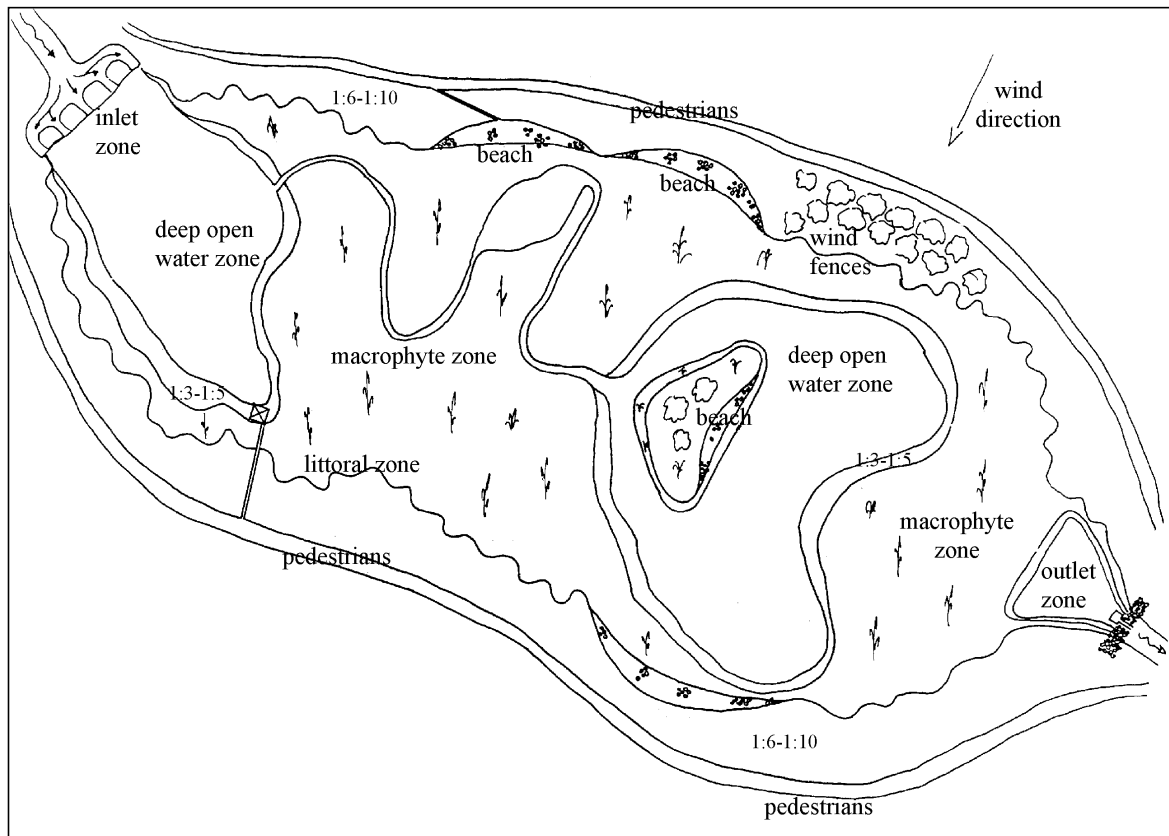 1:6-1:10
pedestrians
wind
direction
inlet
zone
beach
beach
deep open
water zone
wind
fences
macrophyte zone
deep open
water zone
1:3-1:5
beach
littoral zone
1:3-1:5
macrophyte
zone
pedestrians
outlet
zone
1:6-1:10
pedestrians